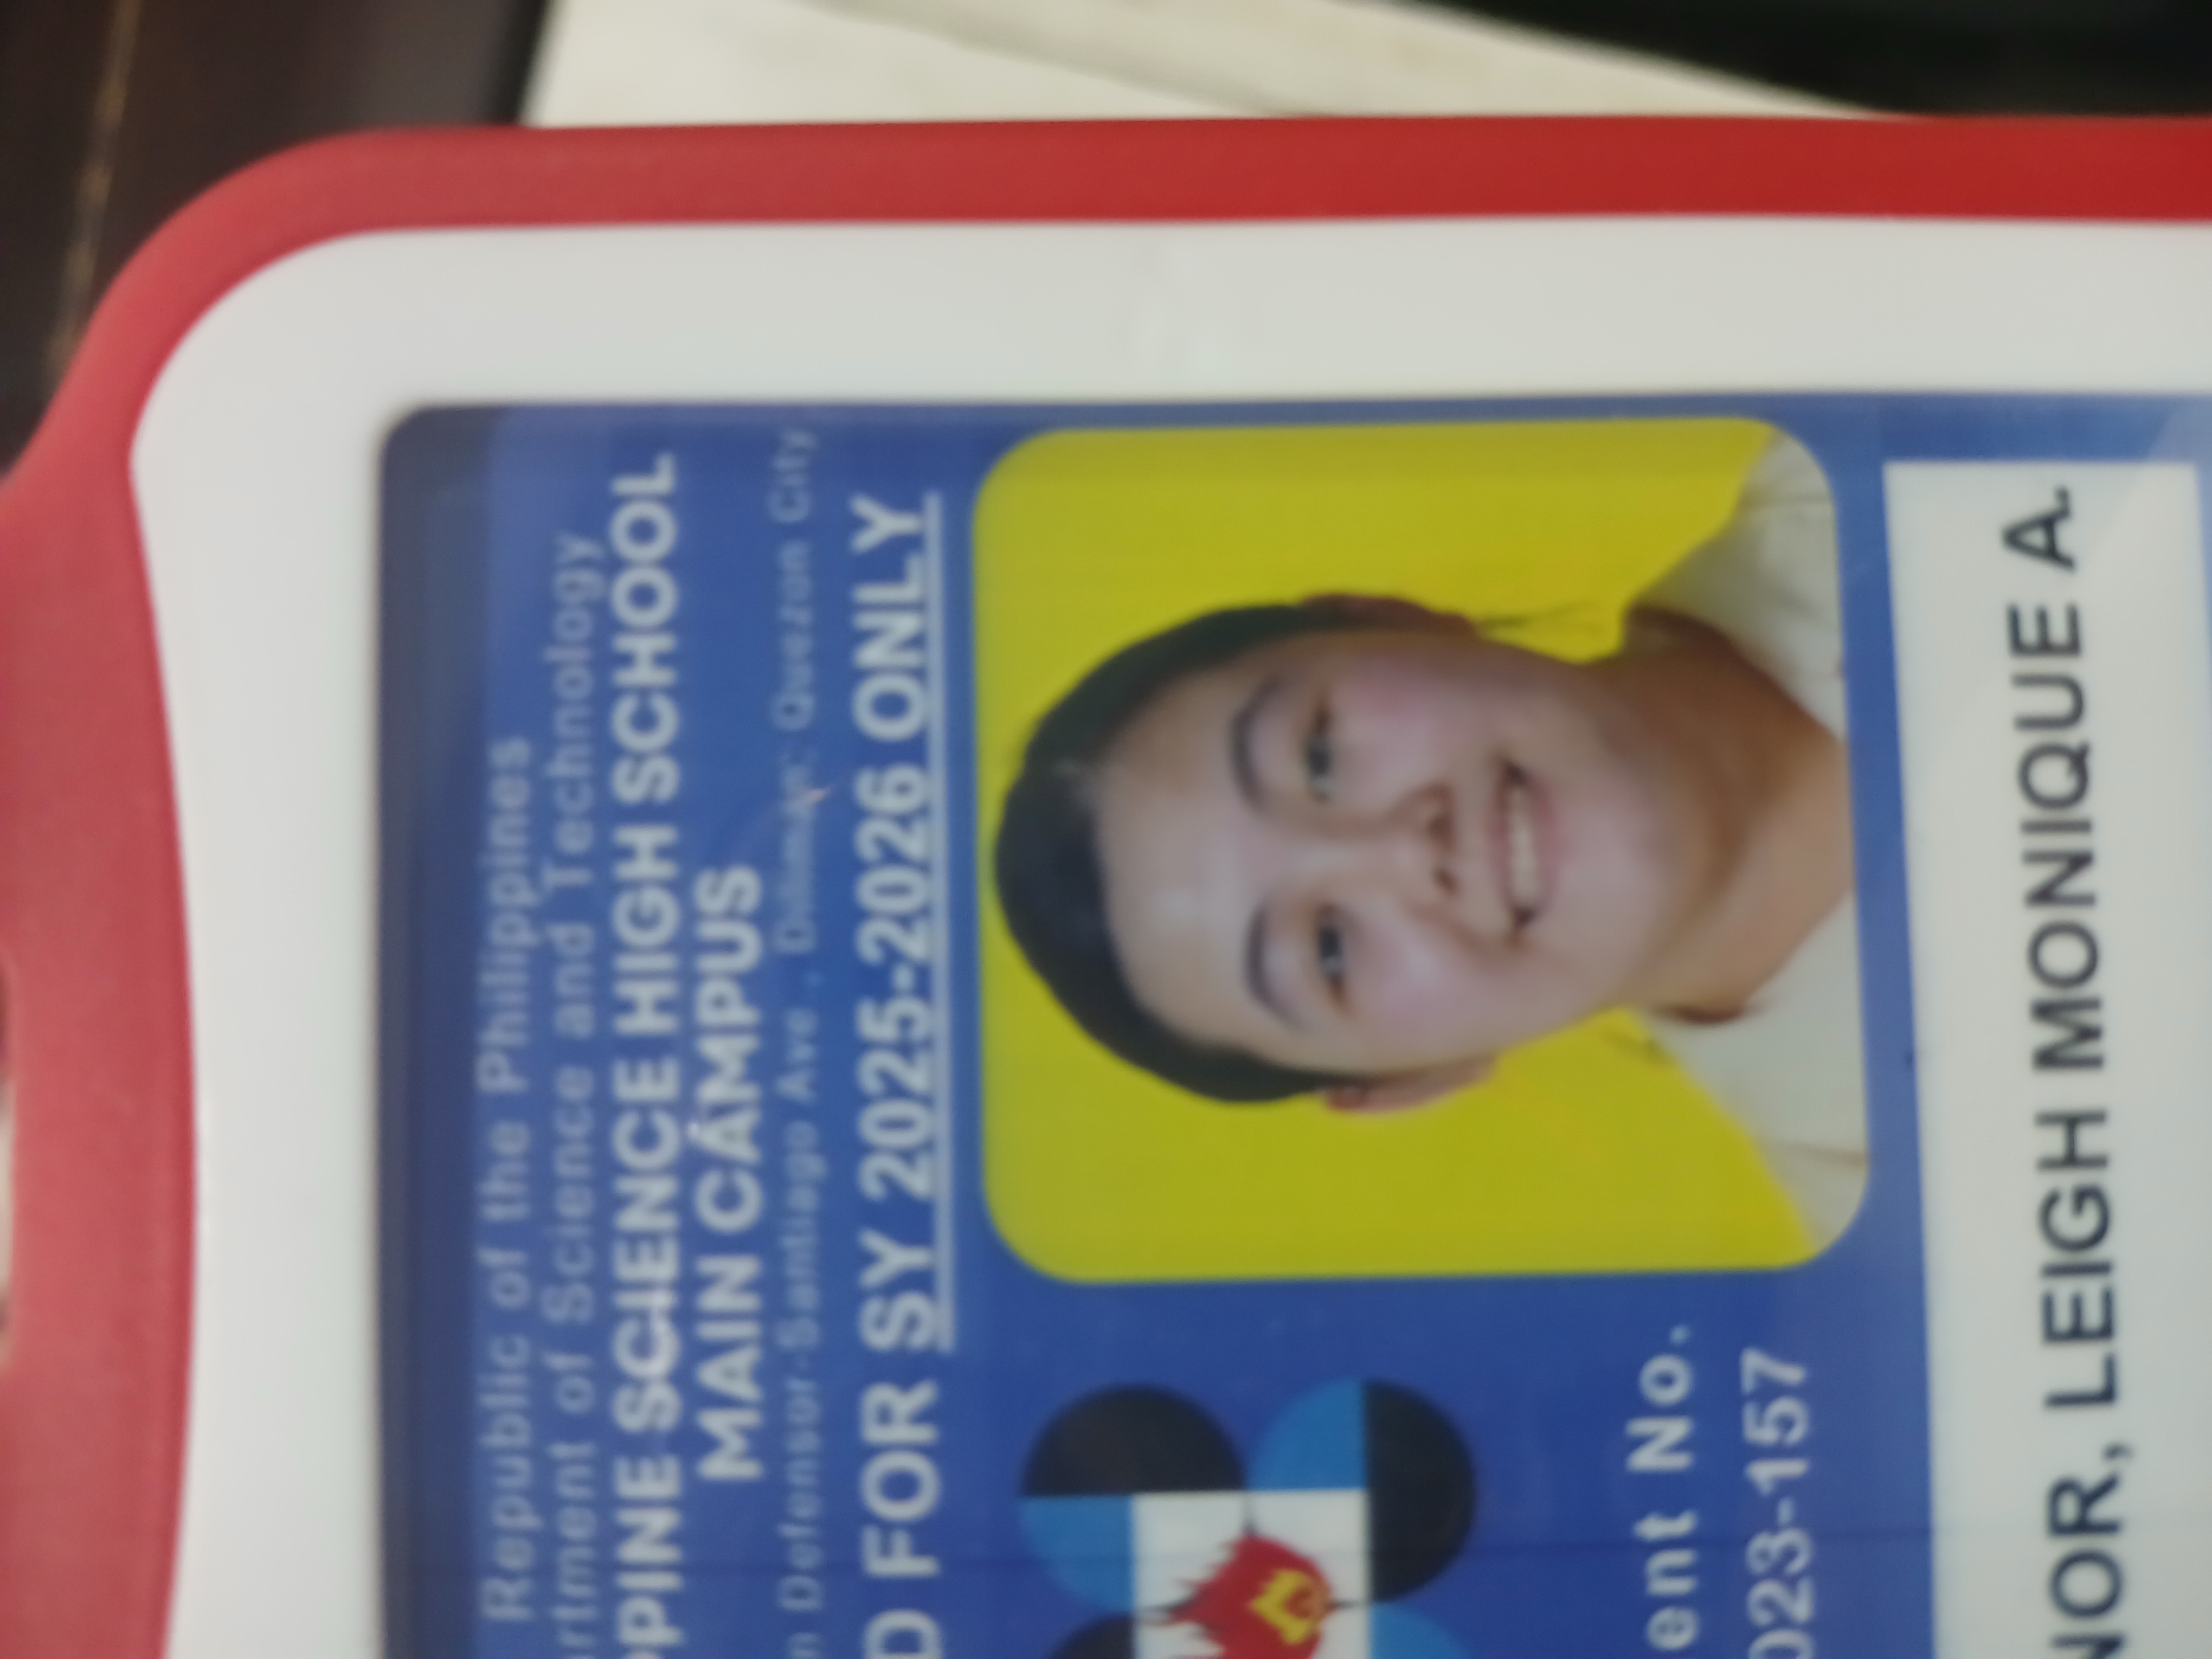 Republic of the Philippines
rtment of Science and Technology
PPINE SCIENCE HIGH SCHOOL
MAIN CAMPUS
n Defensor-Santiago Ave., Diliman, Quezon City
D FOR SY 2025-2026 ONLY
ent No.
023-157
NOR, LEIGH MONIQUE A.